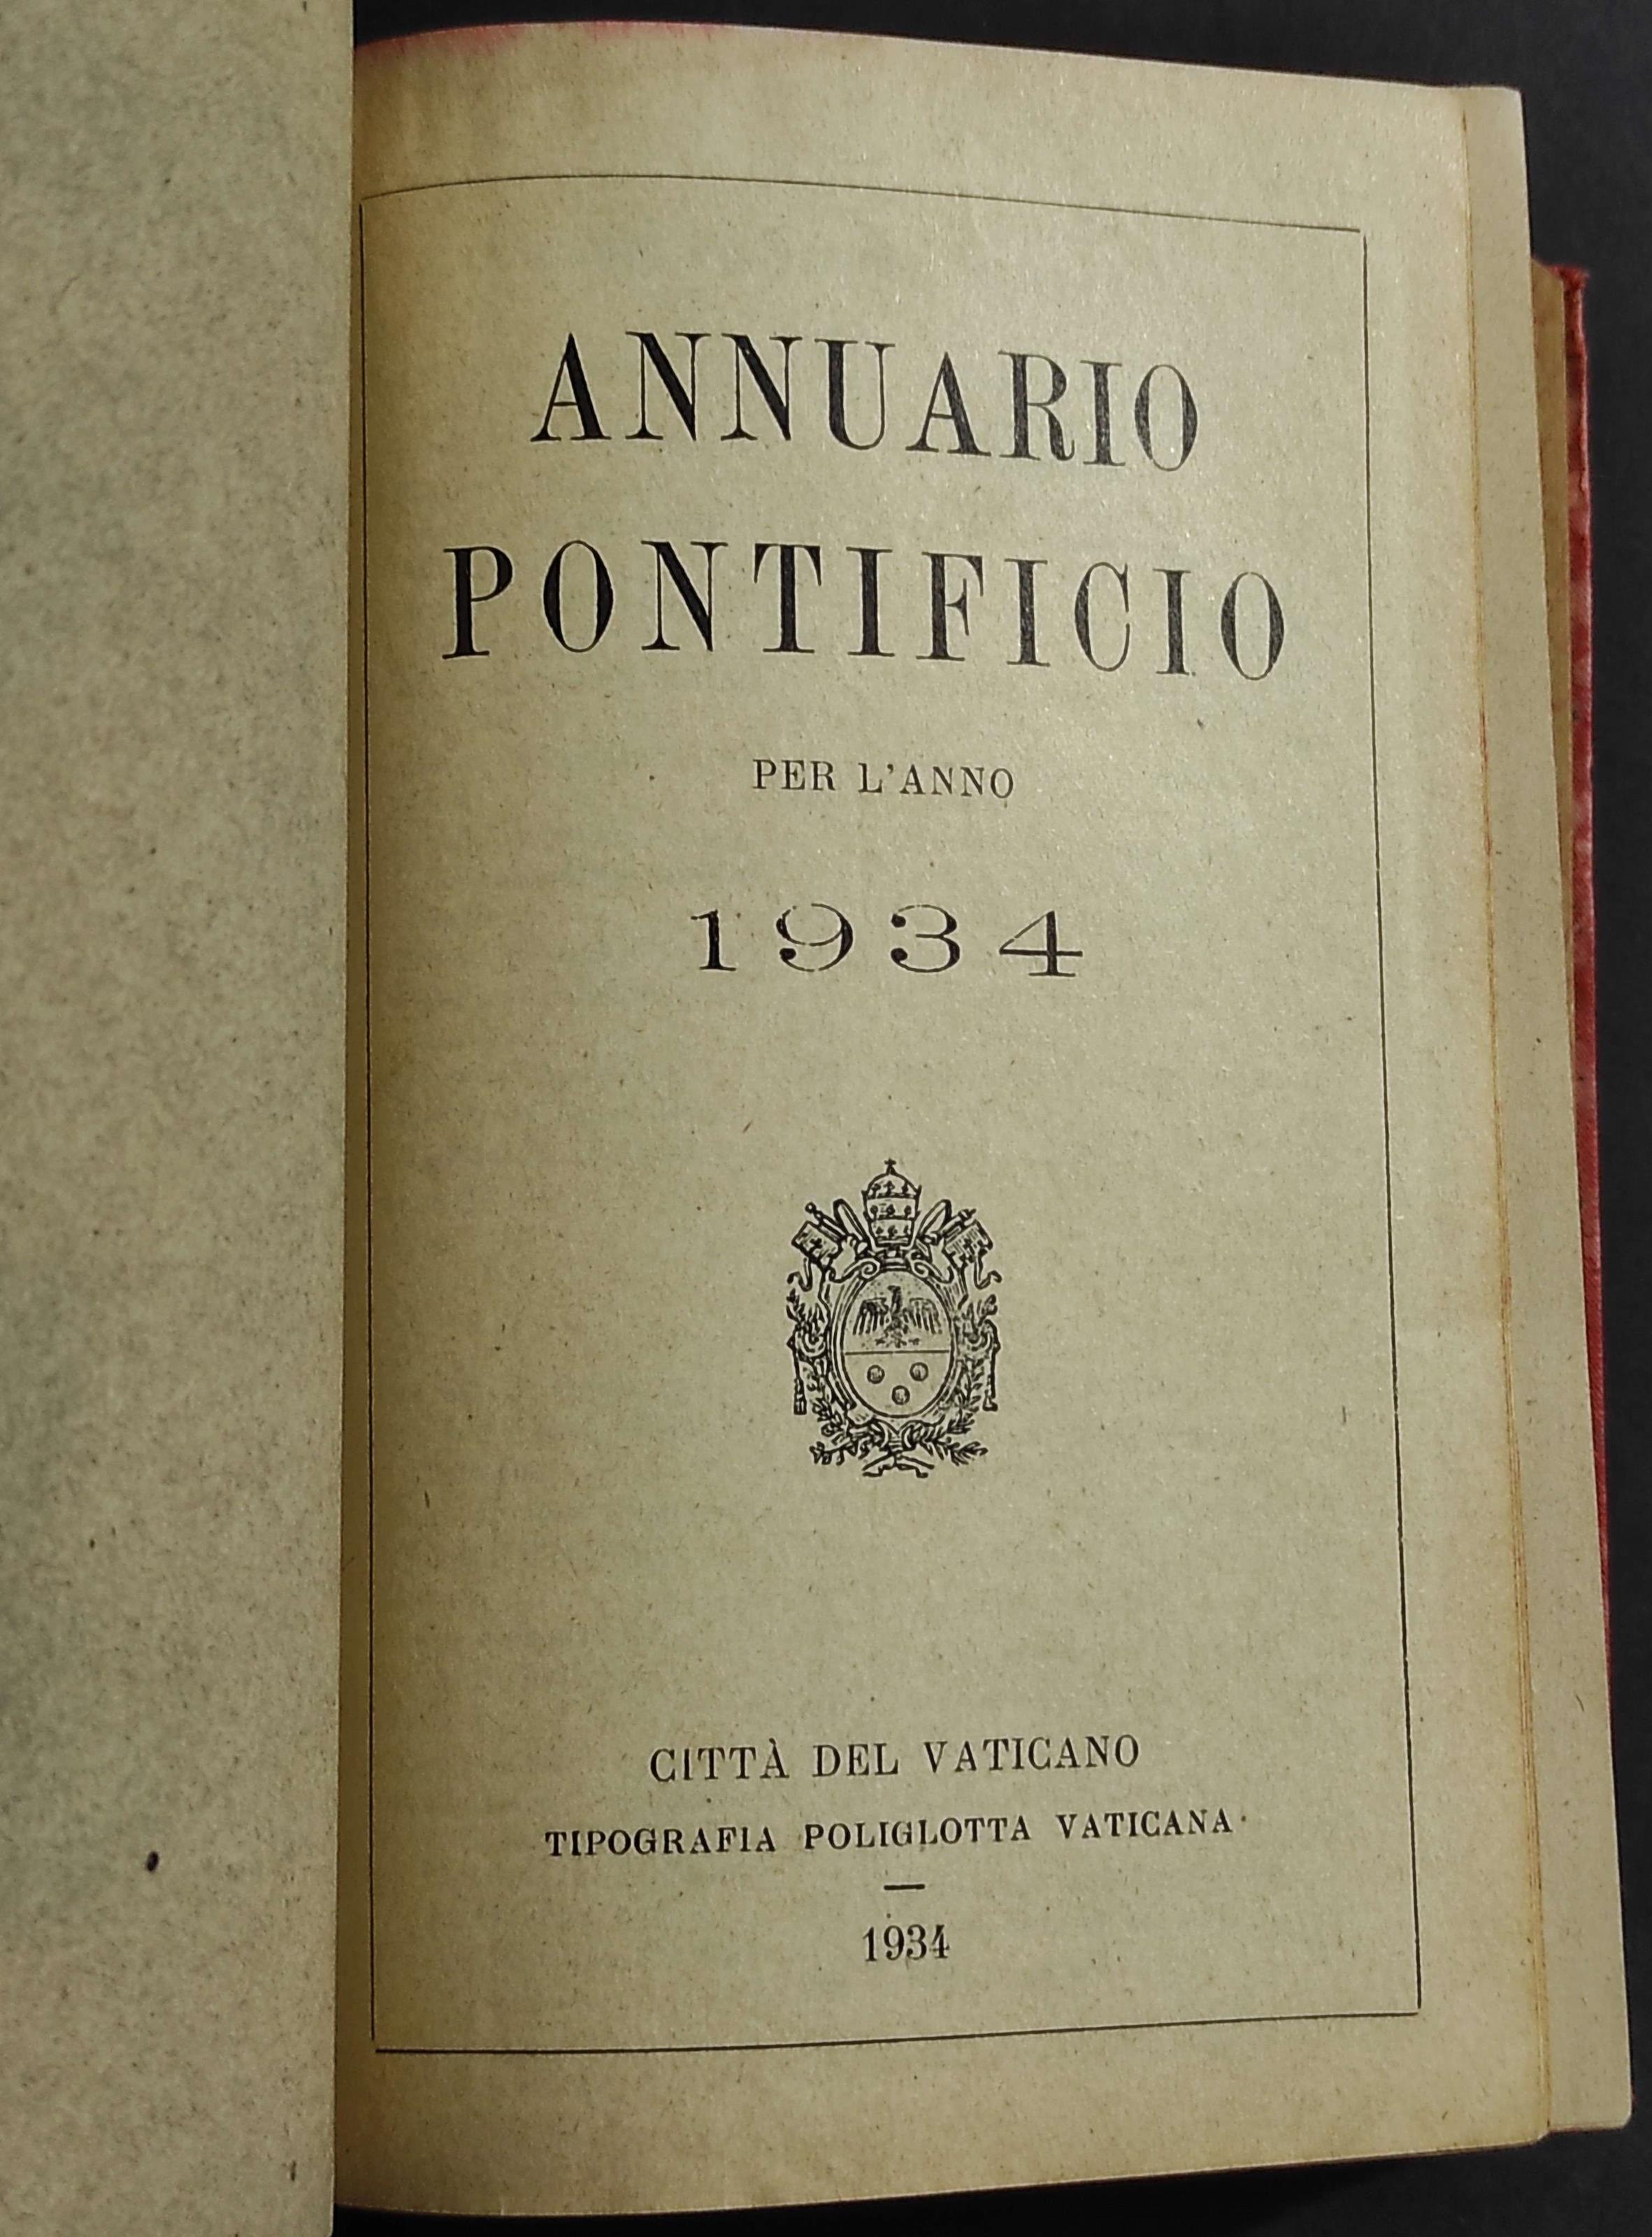 ANNUARIO
PONTIFICIO
PER L'ANNO
1934
CITTÀ DEL VATICANO
TIPOGRAFIA POLIGLOTTA VATICANA
1934